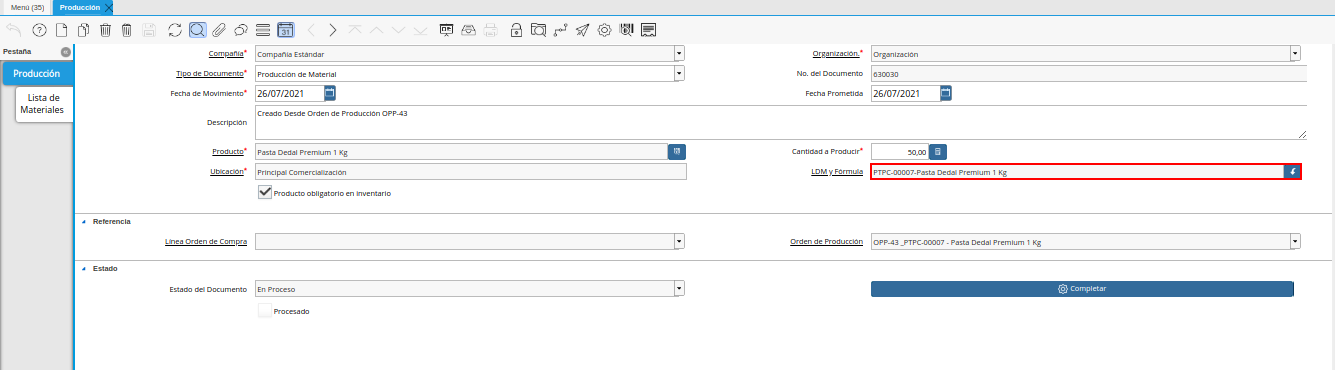 Menú (35) Producción
31
Pestaña
Producción
Lista de
Materiales
Compañía* Compañía Estándar Organización.* Organización
Tipo de Documento* Producción de Material No. del Documento 630030
Fecha de Movimiento* 26/07/2021 Fecha Prometida 26/07/2021
Descripción Creado Desde Orden de Producción OPP-43
Producto* Pasta Dedal Premium 1 Kg Cantidad a Producir* 50,00
Ubicación* Principal Comercialización LDM y Fórmula PTPC-00007-Pasta Dedal Premium 1 Kg
Producto obligatorio en inventario
Referencia
Línea Orden de Compra Orden de Producción OPP-43 _PTPC-00007 - Pasta Dedal Premium 1 Kg
Estado
Estado del Documento En Proceso Completar
Procesado